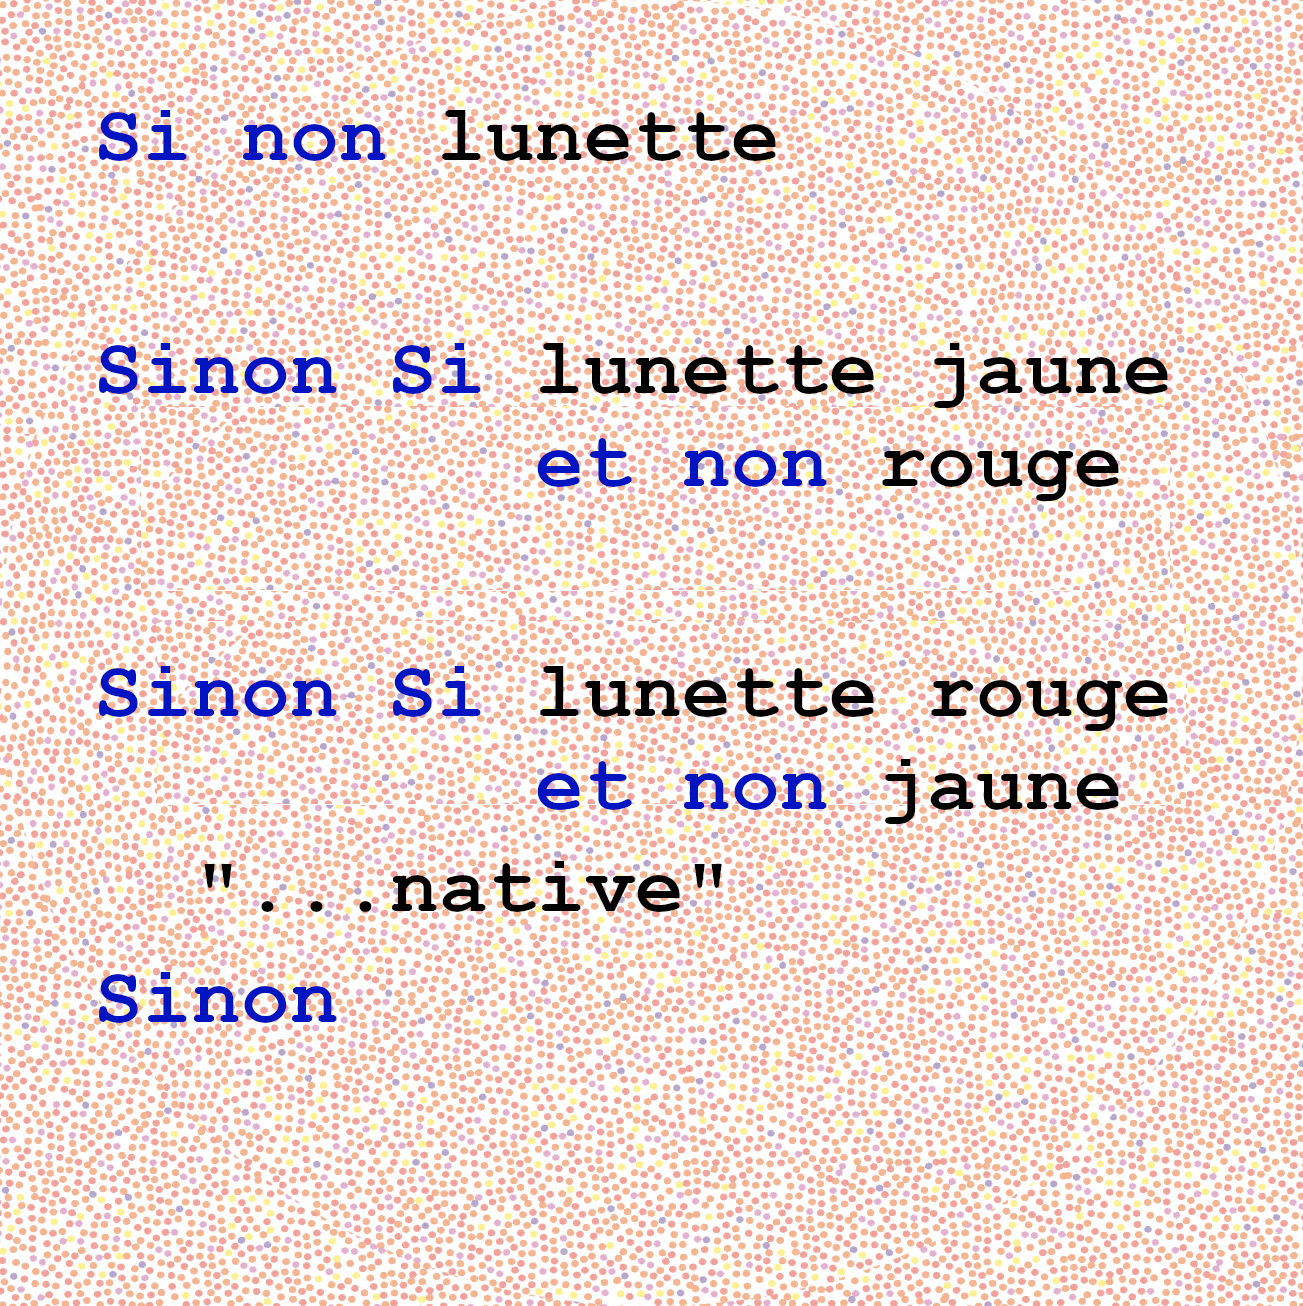 Si non lunette
Sinon Si lunette jaune
et non rouge
Sinon Si lunette rouge
et non jaune
"...native"
Sinon